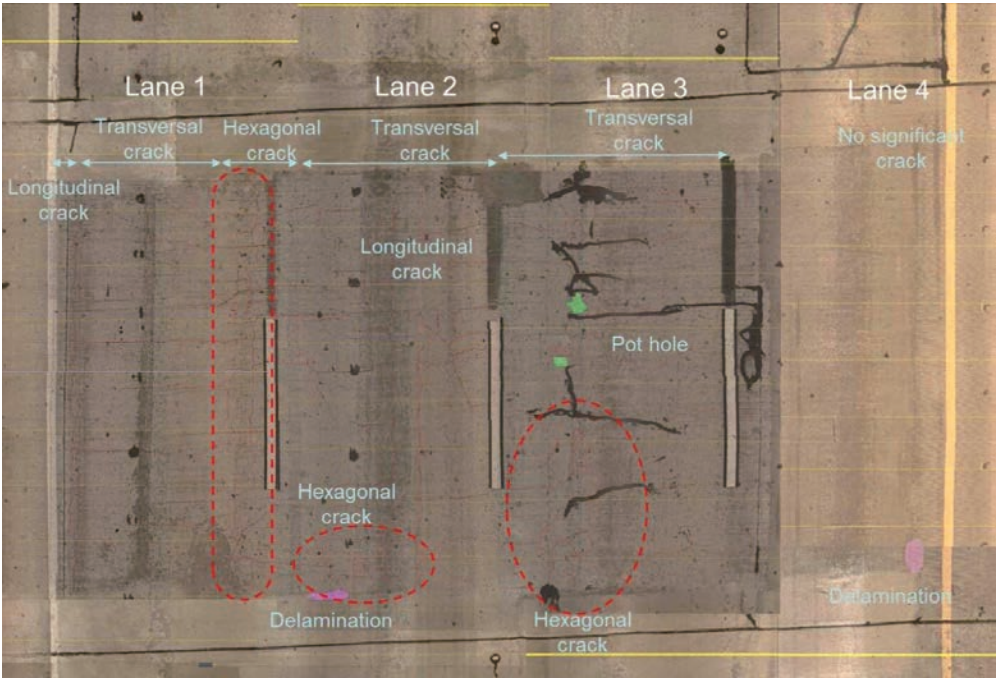 Lane 1
Lane 2
Lane 3
Lane 4
Transversal
crack
Hexagonal
crack
Transversal
crack
Transversal
crack
No significant
crack
Longitudinal
crack
Longitudinal
crack
Pot hole
Hexagonal
crack
Delamination
Hexagonal
crack
Delamination